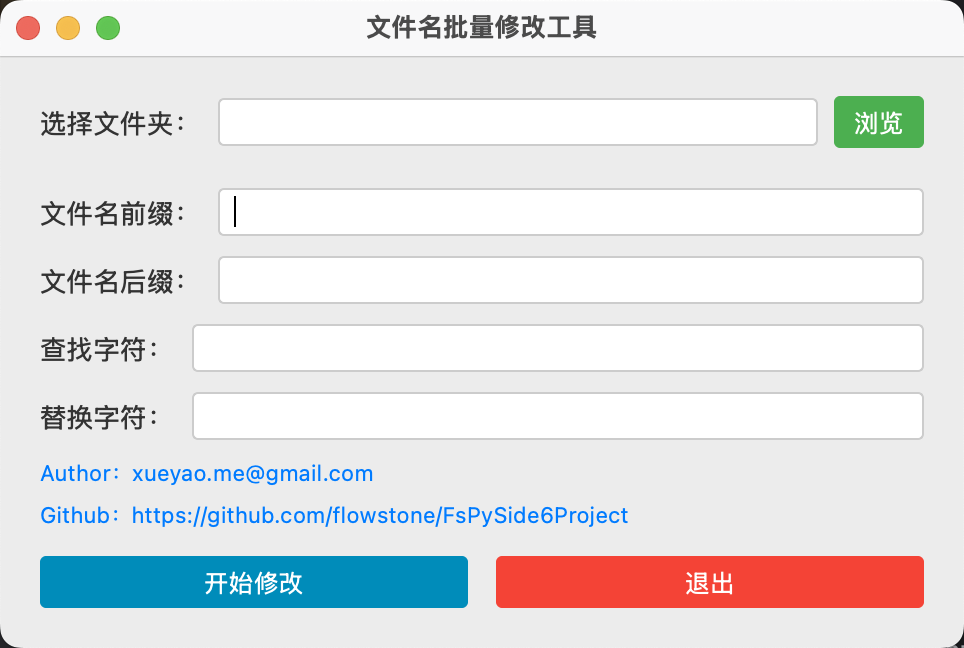 文件名批量修改工具
选择文件夹： 浏览
文件名前缀：
文件名后缀：
查找字符：
替换字符：
Author：xueyao.me@gmail.com
Github：https://github.com/flowstone/FsPySide6Project
开始修改 退出